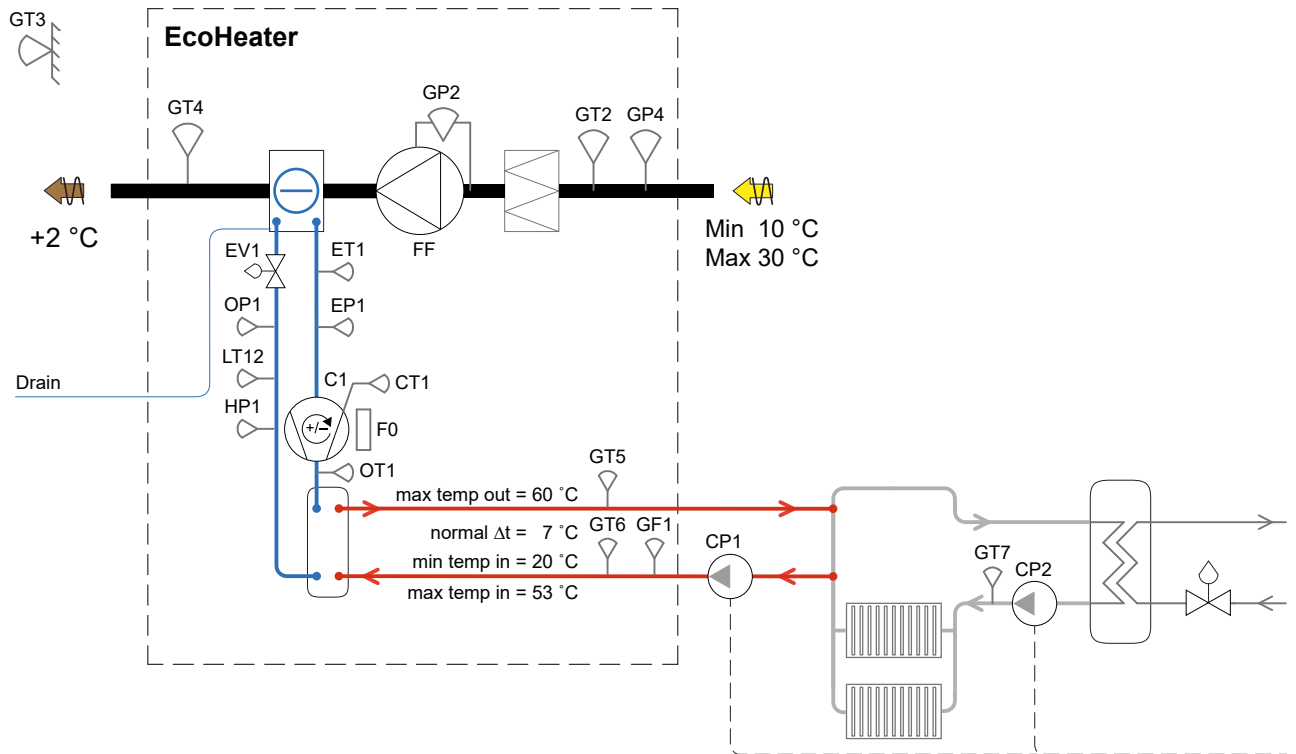 GT3
EcoHeater
GT4
GP2
GT2
GP4
+2 °C
FF
Min 10 °C
Max 30 °C
EV1
ET1
OP1
EP1
LT12
Drain
C1
CT1
HP1
+/-
F0
OT1
GT5
max temp out = 60 ˚C
normal Δt = 7 ˚C
GT6
GF1
CP1
min temp in = 20 ˚C
max temp in = 53 ˚C
GT7
CP2